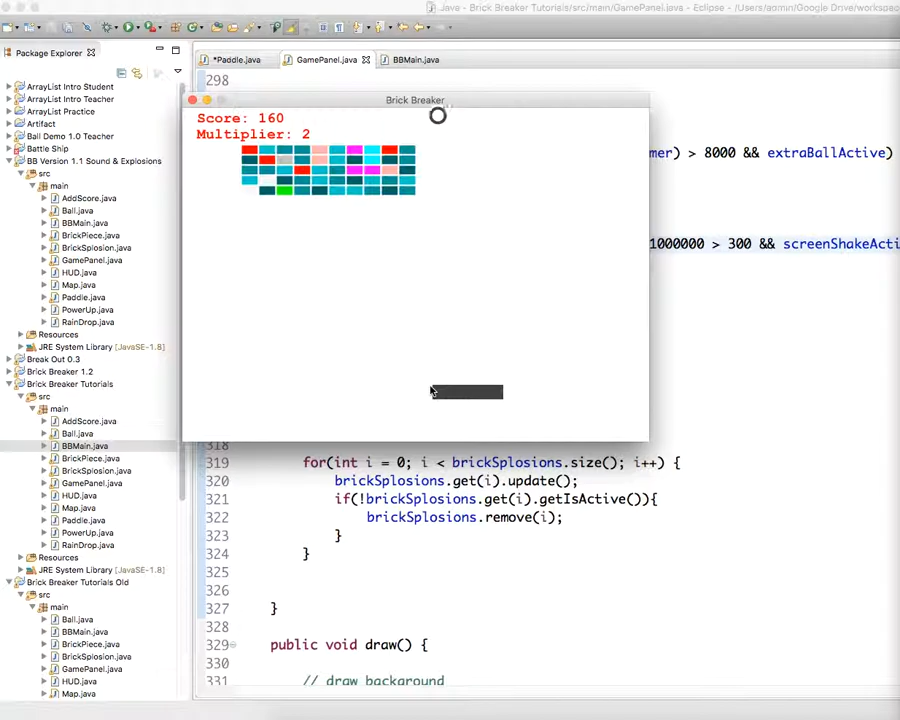 Java - Brick Breaker Tutorials/src/main/GamePanel.java - Eclipse - /Users/admin/Google Drive/workspac
Package Explorer
ArrayList Intro Student
ArrayList Intro Teacher
ArrayList Practice
Artifact
Ball Demo 1.0 Teacher
Battle Ship
BB Version 1.1 Sound & Explosions
src
main
AddScore.java
Ball.java
BBMain.java
BrickPiece.java
BrickSplosion.java
GamePanel.java
HUD.java
Map.java
Paddle.java
PowerUp.java
RainDrop.java
Resources
JRE System Library [JavaSE-1.8]
Break Out 0.3
Brick Breaker 1.2
Brick Breaker Tutorials
src
main
AddScore.java
Ball.java
BBMain.java
BrickPiece.java
BrickSplosion.java
GamePanel.java
HUD.java
Map.java
Paddle.java
PowerUp.java
RainDrop.java
Resources
JRE System Library [JavaSE-1.8]
Brick Breaker Tutorials Old
src
main
Ball.java
BBMain.java
BrickPiece.java
BrickSplosion.java
GamePanel.java
HUD.java
Map.java
*Paddle.java
GamePanel.java
BBMain.java
298
Brick Breaker
Score: 160
Multiplier: 2
mer) > 8000 && extraBallActive)
1000000 > 300 && screenShakeActi
318
319 for(int i = 0; i < brickSplosions.size(); i++) {
320 brickSplosions.get(i).update();
321 if(!brickSplosions.get(i).getIsActive()){
322 brickSplosions.remove(i);
323 }
324 }
325
326
327 }
328
329 public void draw() {
330
331 // draw background